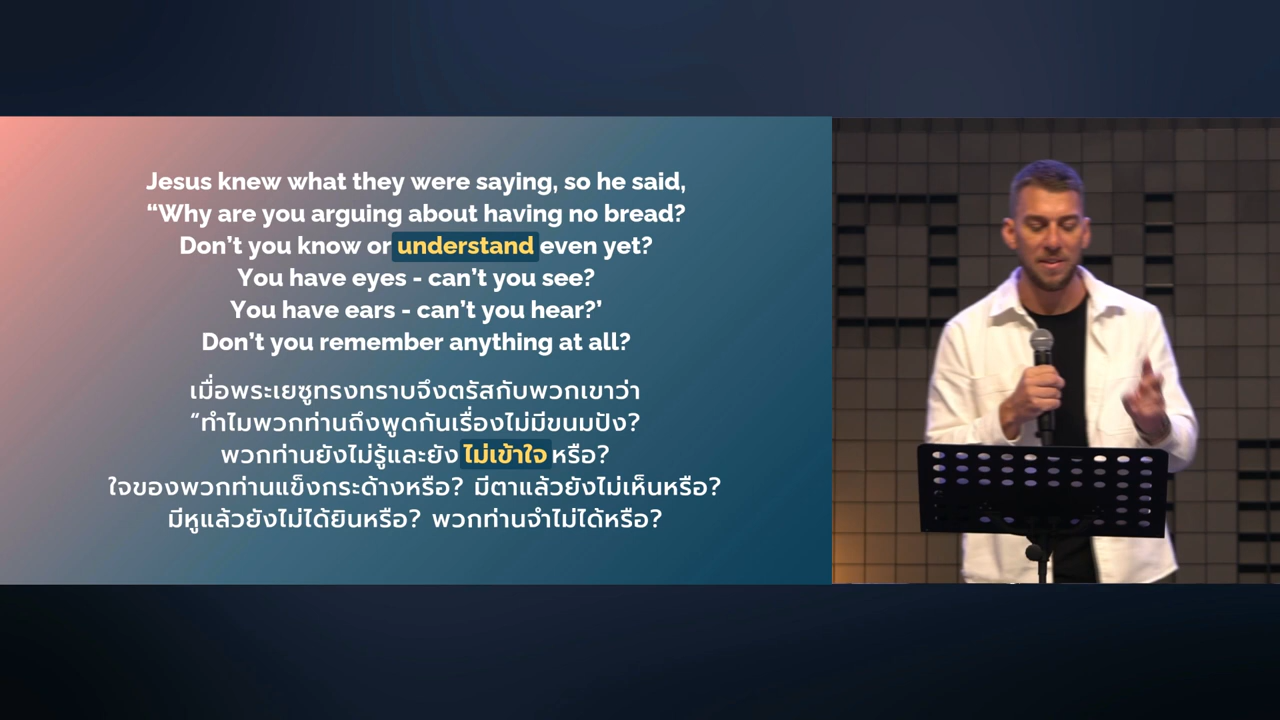 Jesus knew what they were saying, so he said,
“Why are you arguing about having no bread?
Don’t you know or understand even yet?
You have eyes - can’t you see?
You have ears - can’t you hear?’
Don’t you remember anything at all?
เมื่อพระเยซูทรงทราบจึงตรัสกับพวกเขาว่า
“ทำไมพวกท่านถึงพูดกันเรื่องไม่มีขนมปัง?
พวกท่านยังไม่รู้และยัง ไม่เข้าใจ หรือ?
ใจของพวกท่านแข็งกระด้างหรือ? มีตาแล้วยังไม่เห็นหรือ?
มีหูแล้วยังไม่ได้ยินหรือ? พวกท่านจำไม่ได้หรือ?